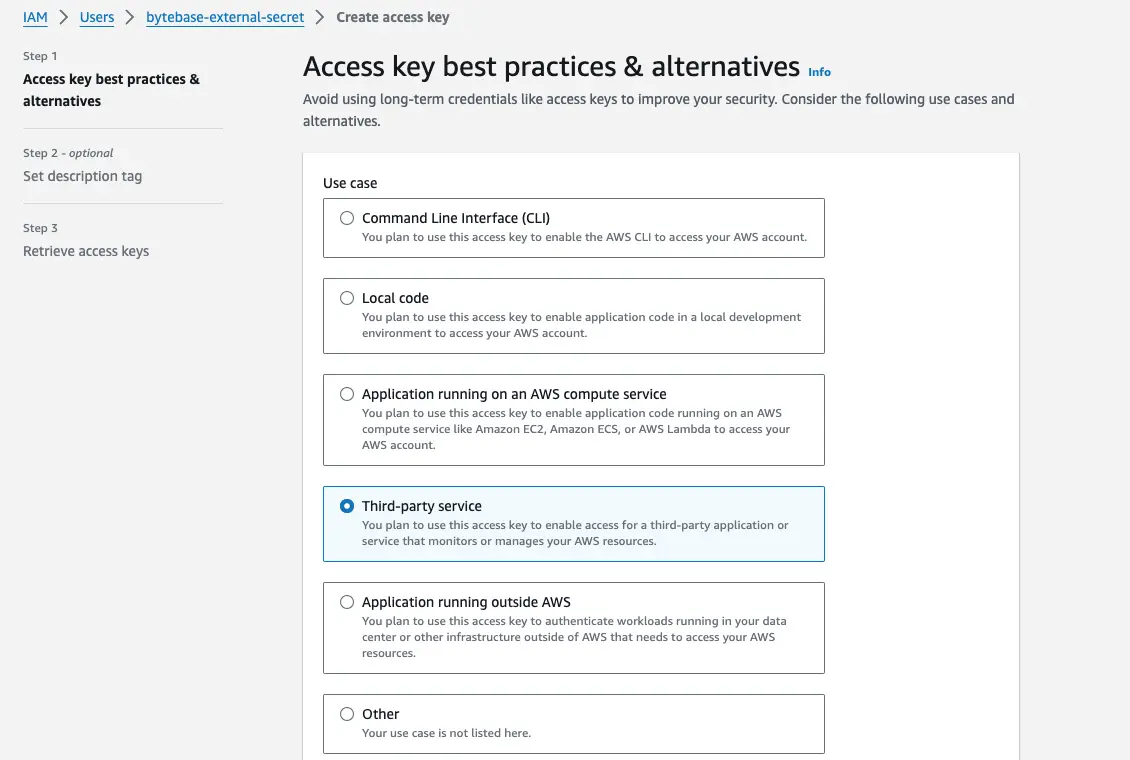 IAM > Users > bytebase-external-secret > Create access key
Step 1
Access key best practices &
alternatives
Step 2 - optional
Set description tag
Step 3
Retrieve access keys
Access key best practices & alternatives Info
Avoid using long-term credentials like access keys to improve your security. Consider the following use cases and
alternatives.
Use case
Command Line Interface (CLI)
You plan to use this access key to enable the AWS CLI to access your AWS account.
Local code
You plan to use this access key to enable application code in a local development
environment to access your AWS account.
Application running on an AWS compute service
You plan to use this access key to enable application code running on an AWS
compute service like Amazon EC2, Amazon ECS, or AWS Lambda to access your
AWS account.
Third-party service
You plan to use this access key to enable access for a third-party application or
service that monitors or manages your AWS resources.
Application running outside AWS
You plan to use this access key to authenticate workloads running in your data
center or other infrastructure outside of AWS that needs to access your AWS
resources.
Other
Your use case is not listed here.